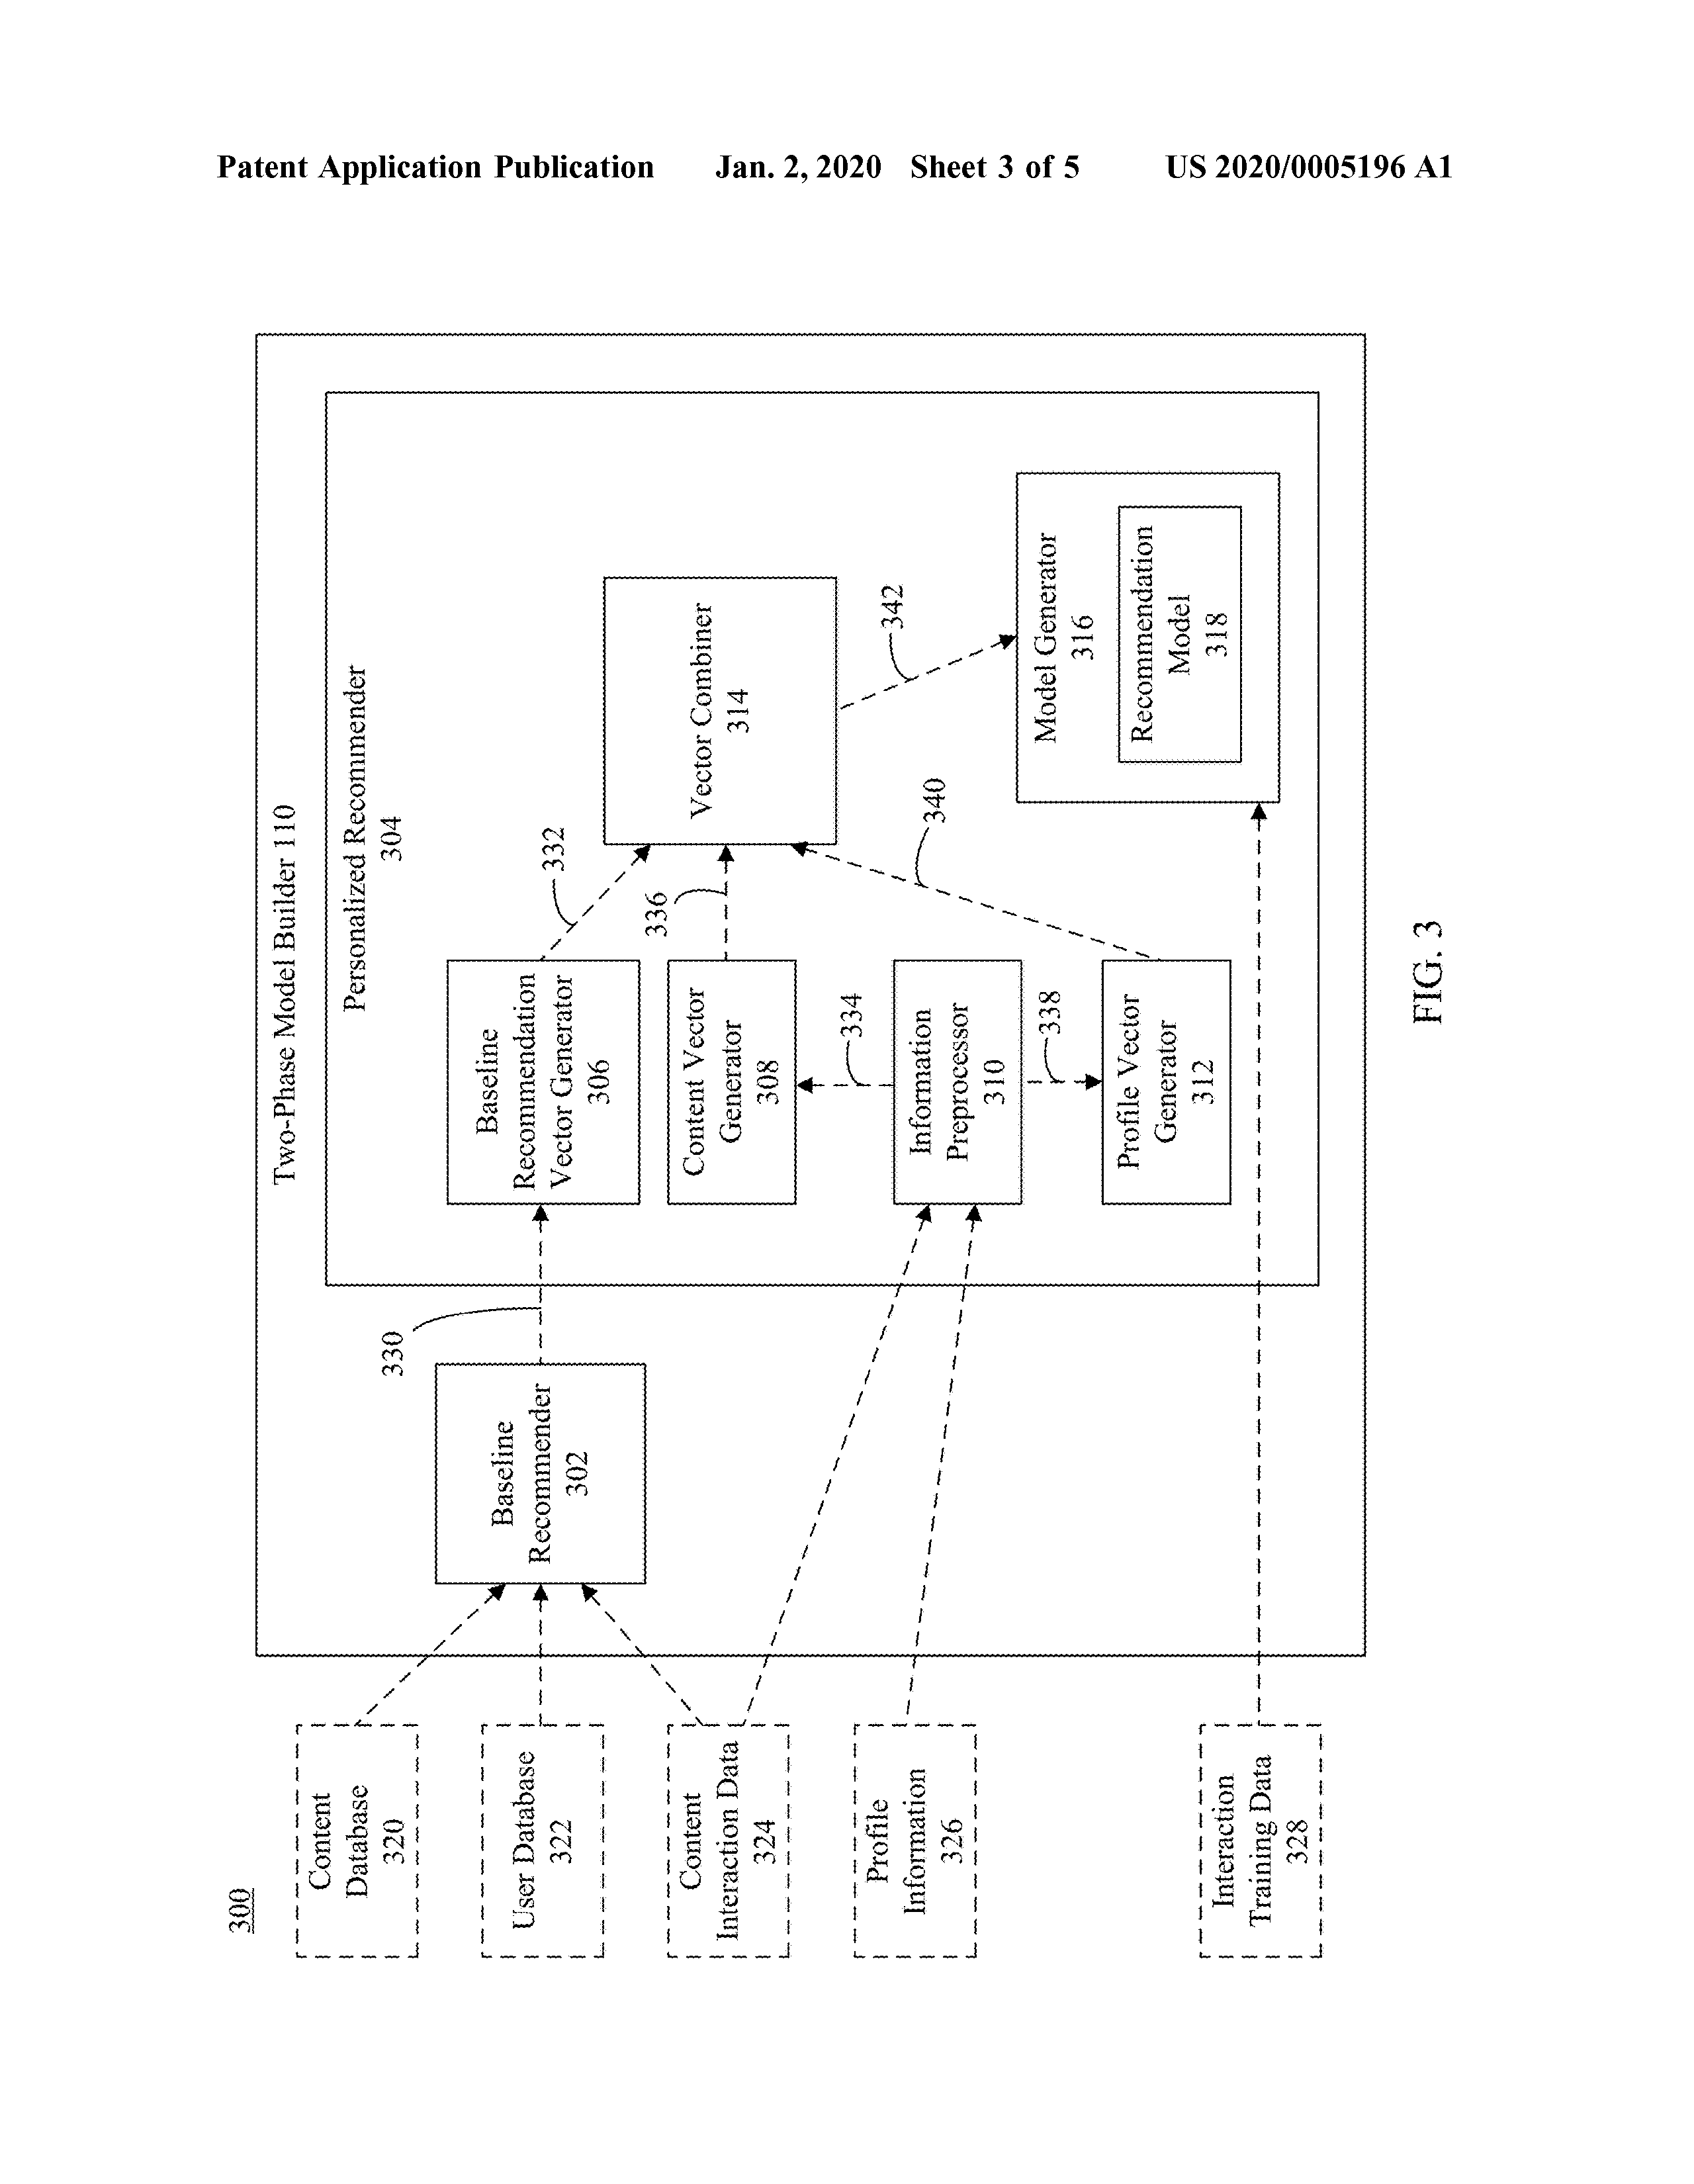 Patent Application Publication Jan. 2, 2020 Sheet 3 of 5 US 2020/0005196 A1
300
Two-Phase Model Builder 110
Personalized Recommender
304
Content
Database
320
User Database
322
Content
Interaction Data
324
Profile
Information
326
Interaction
Training Data
328
Baseline
Recommender
302
330
Baseline
Recommendation
Vector Generator
306
Content Vector
Generator
308
334
Information
Preprocessor
310
338
Profile Vector
Generator
312
332
336
340
Vector Combiner
314
342
Model Generator
316
Recommendation
Model
318
FIG. 3